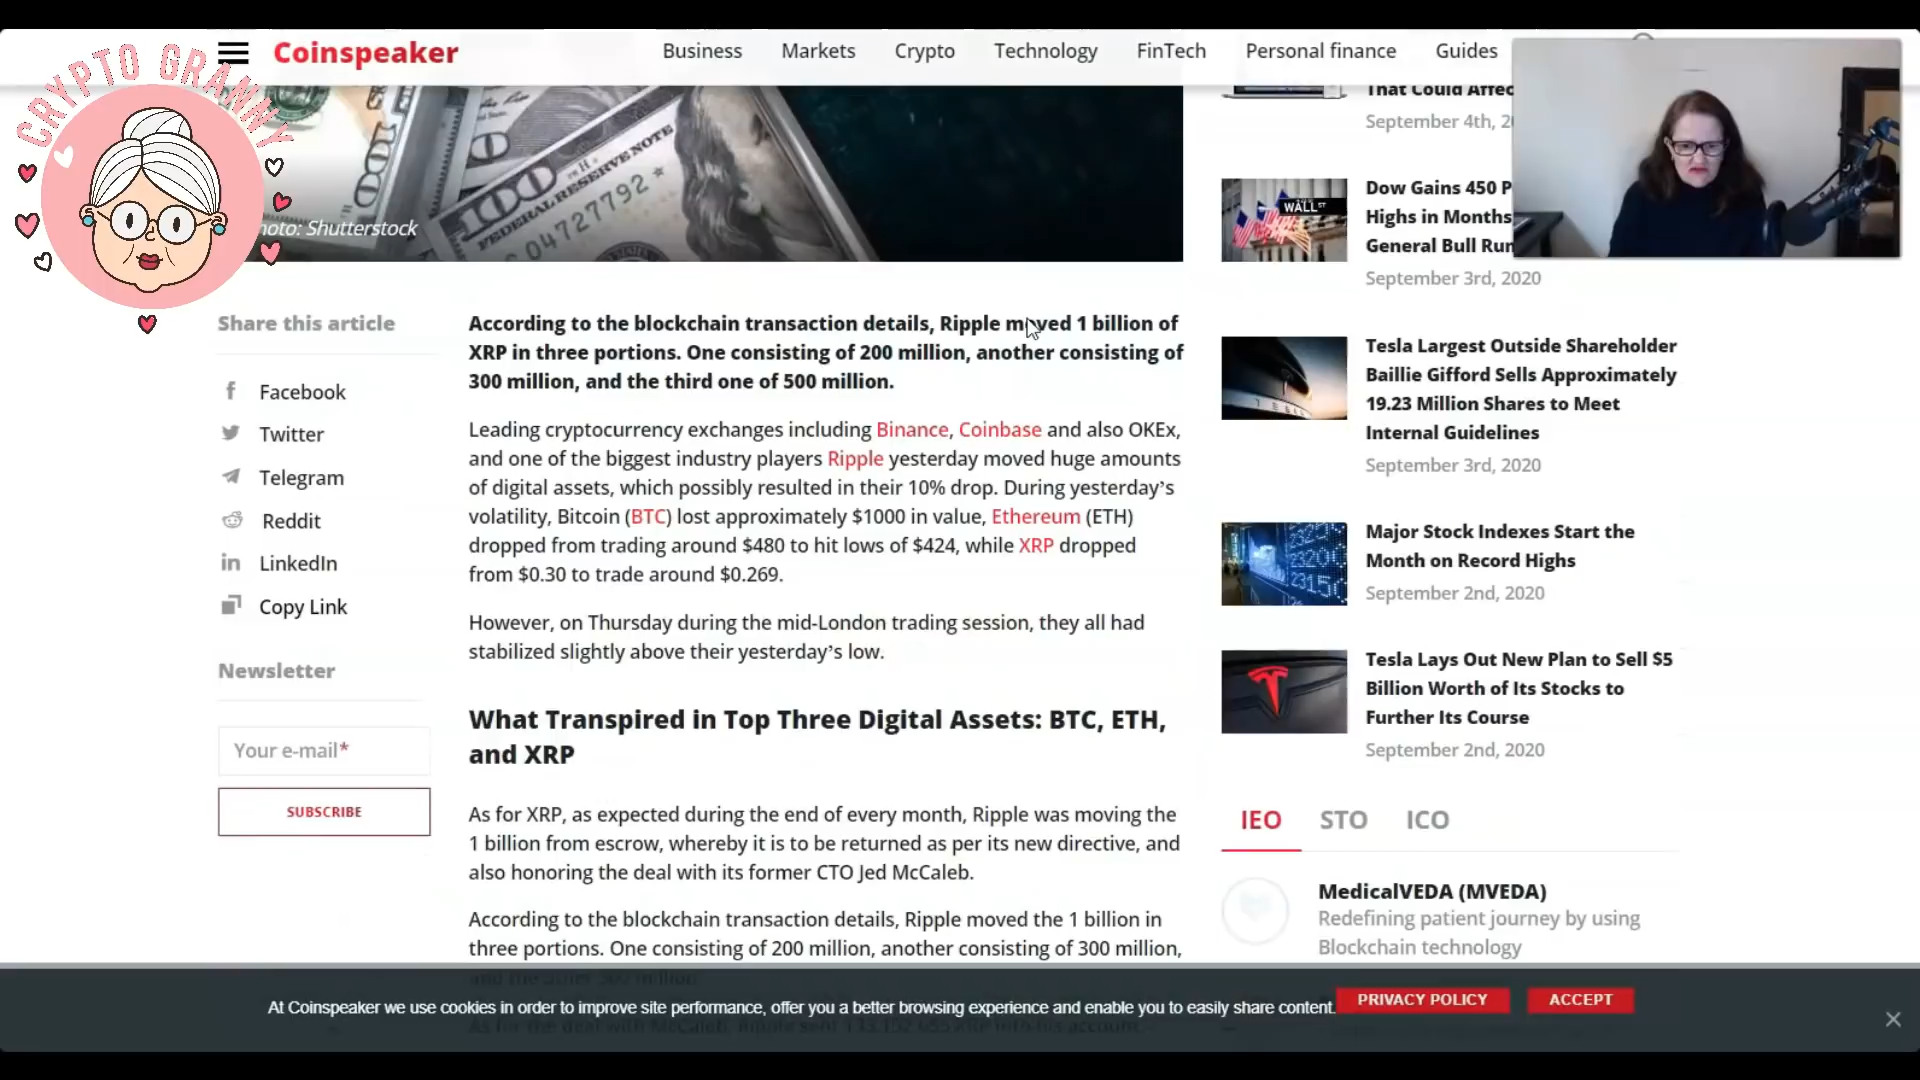 CRYPTO GRANNY
Coinspeaker
Business
Markets
Crypto
Technology
FinTech
Personal finance
Guides
100
FEDERAL RESERVE NOTE
04727792
hoto: Shutterstock
Share this article
Facebook
Twitter
Telegram
Reddit
LinkedIn
Copy Link
Newsletter
Your e-mail*
SUBSCRIBE
According to the blockchain transaction details, Ripple moved 1 billion of
XRP in three portions. One consisting of 200 million, another consisting of
300 million, and the third one of 500 million.
Leading cryptocurrency exchanges including Binance, Coinbase and also OKEx,
and one of the biggest industry players Ripple yesterday moved huge amounts
of digital assets, which possibly resulted in their 10% drop. During yesterday's
volatility, Bitcoin (BTC) lost approximately $1000 in value, Ethereum (ETH)
dropped from trading around $480 to hit lows of $424, while XRP dropped
from $0.30 to trade around $0.269.
However, on Thursday during the mid-London trading session, they all had
stabilized slightly above their yesterday's low.
What Transpired in Top Three Digital Assets: BTC, ETH,
and XRP
As for XRP, as expected during the end of every month, Ripple was moving the
1 billion from escrow, whereby it is to be returned as per its new directive, and
also honoring the deal with its former CTO Jed McCaleb.
According to the blockchain transaction details, Ripple moved the 1 billion in
three portions. One consisting of 200 million, another consisting of 300 million,
That Could Affec
September 4th, 2
WALL ST
Dow Gains 450 P
Highs in Months
General Bull Run
September 3rd, 2020
Tesla Largest Outside Shareholder
Baillie Gifford Sells Approximately
19.23 Million Shares to Meet
Internal Guidelines
September 3rd, 2020
Major Stock Indexes Start the
Month on Record Highs
September 2nd, 2020
Tesla Lays Out New Plan to Sell $5
Billion Worth of Its Stocks to
Further Its Course
September 2nd, 2020
IEO
STO
ICO
MedicalVEDA (MVEDA)
Redefining patient journey by using
Blockchain technology
At Coinspeaker we use cookies in order to improve site performance, offer you a better browsing experience and enable you to easily share content.
PRIVACY POLICY
ACCEPT